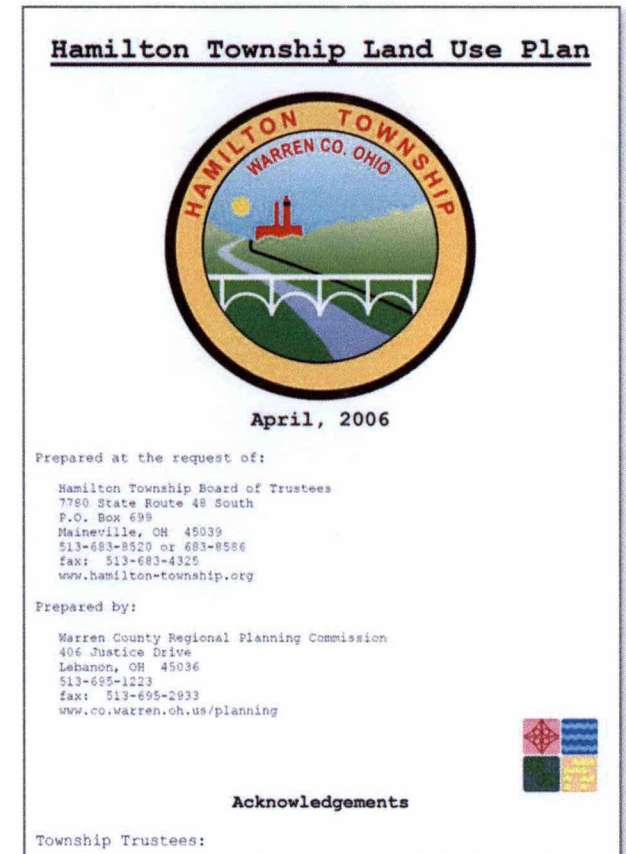 Hamilton Township Land Use Plan
HAMILTON TOWNSHIP
WARREN CO. OHIO
April, 2006
Prepared at the request of:
Hamilton Township Board of Trustees
7780 State Route 48 South
P.O. Box 699
Maineville, OH 45039
513-683-8520 or 683-8586
fax: 513-683-4325
www.hamilton-township.org
Prepared by:
Warren County Regional Planning Commission
406 Justice Drive
Lebanon, OH 45036
513-695-1223
fax: 513-695-2933
www.co.warren.oh.us/planning
Acknowledgements
Township Trustees: